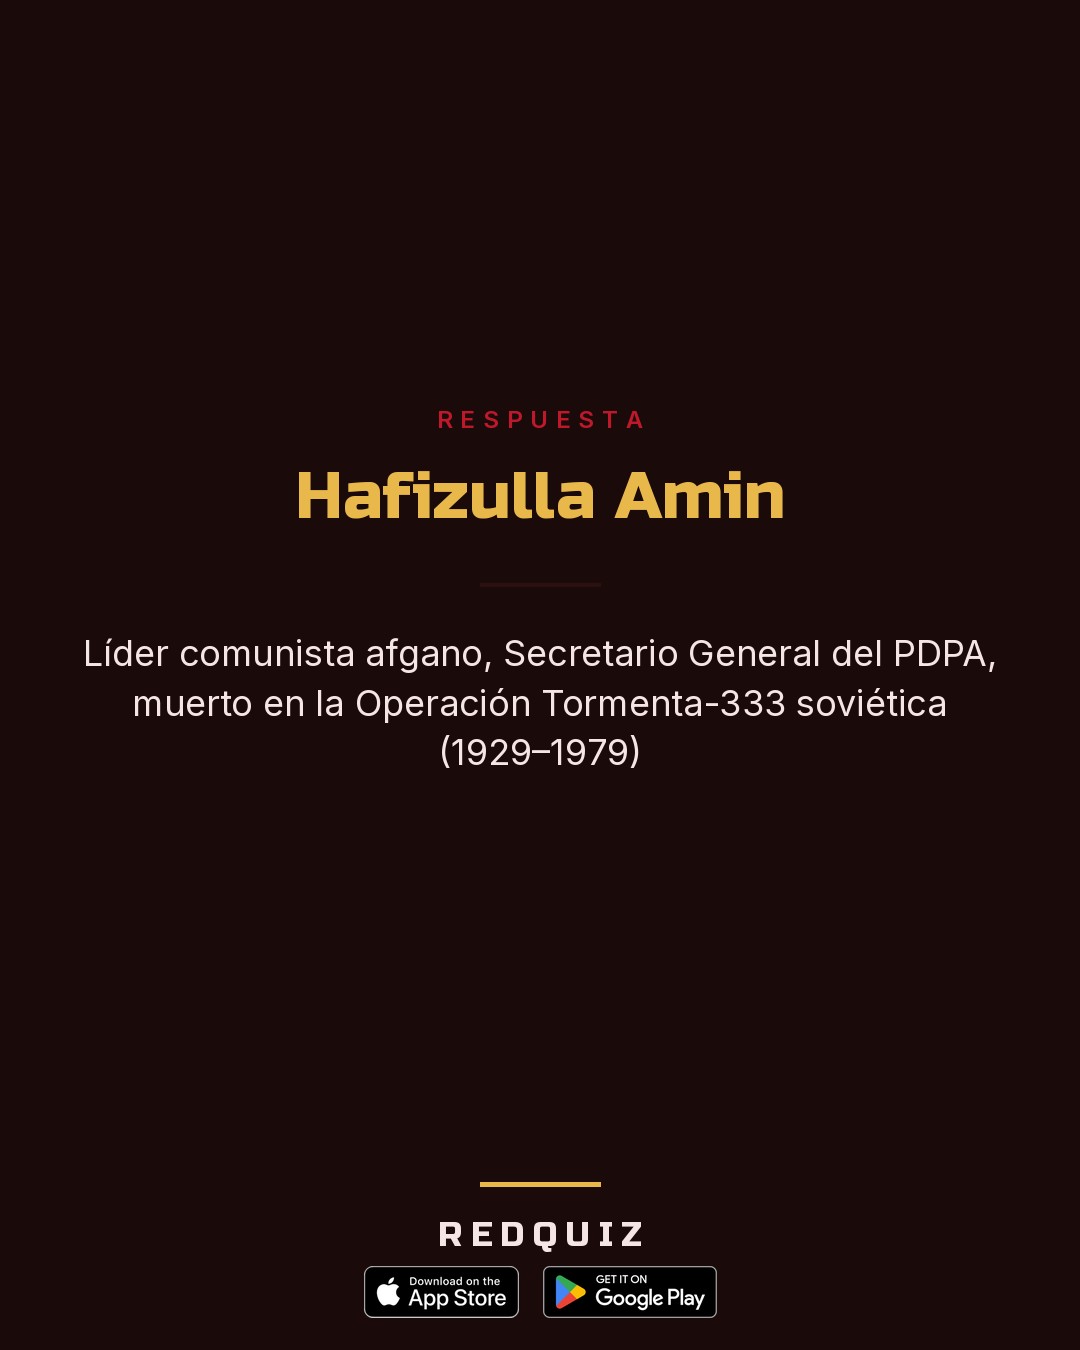 RESPUESTA
Hafizulla Amin
Líder comunista afgano, Secretario General del PDPA,
muerto en la Operación Tormenta-333 soviética
(1929–1979)
REDQUIZ
Download on the
App Store
GET IT ON
Google Play